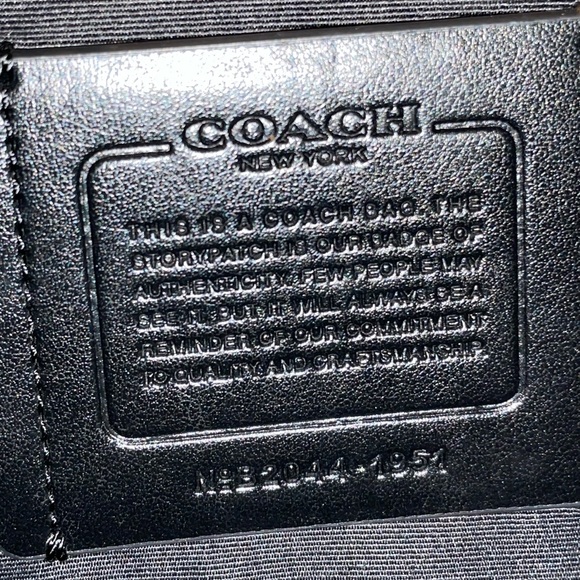 COACH
NEW YORK
THIS IS A COACH BAG. THE
STORYPATCH IS OUR BADGE OF
AUTHENTICITY. FEW PEOPLE MAY
SEE IT, BUT IT WILL ALWAYS BE A
REMINDER OF OUR COMMITMENT
TO QUALITY AND CRAFTSMANSHIP.
NºB2044-1951